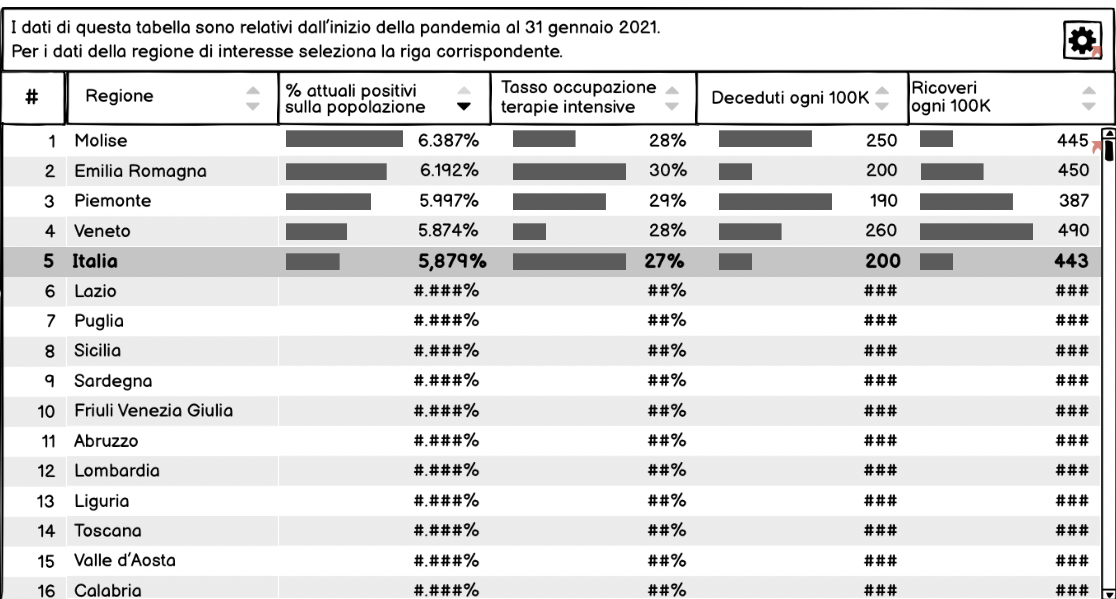 I dati di questa tabella sono relativi dall'inizio della pandemia al 31 gennaio 2021.
Per i dati della regione di interesse seleziona la riga corrispondente.
# Regione % attuali positivi sulla popolazione Tasso occupazione terapie intensive Deceduti ogni 100K Ricoveri ogni 100K
1 Molise 6.387% 28% 250 445
2 Emilia Romagna 6.192% 30% 200 450
3 Piemonte 5.997% 29% 190 387
4 Veneto 5.874% 28% 260 490
5 Italia 5,879% 27% 200 443
6 Lazio #.###% ##% ### ###
7 Puglia #.###% ##% ### ###
8 Sicilia #.###% ##% ### ###
9 Sardegna #.###% ##% ### ###
10 Friuli Venezia Giulia #.###% ##% ### ###
11 Abruzzo #.###% ##% ### ###
12 Lombardia #.###% ##% ### ###
13 Liguria #.###% ##% ### ###
14 Toscana #.###% ##% ### ###
15 Valle d'Aosta #.###% ##% ### ###
16 Calabria #.###% ##% ### ###